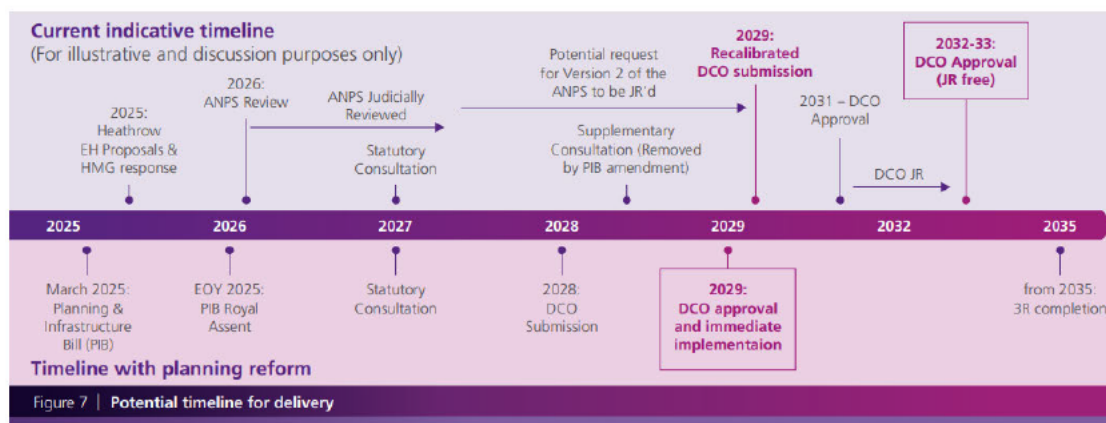 Current indicative timeline
(For illustrative and discussion purposes only)
2025:
Heathrow
EH Proposals &
HMG response
2026:
ANPS Review
ANPS Judicially
Reviewed
Statutory
Consultation
Potential request
for Version 2 of the
ANPS to be JR'd
Supplementary
Consultation (Removed
by PIB amendment)
2029:
Recalibrated
DCO submission
2031 – DCO
Approval
DCO JR
2032-33:
DCO Approval
(JR free)
2025
2026
2027
2028
2029
2032
2035
March 2025:
Planning &
Infrastructure
Bill (PIB)
EOY 2025:
PIB Royal
Assent
Statutory
Consultation
2028:
DCO
Submission
2029:
DCO approval
and immediate
implementaion
from 2035:
3R completion
Timeline with planning reform
Figure 7 | Potential timeline for delivery